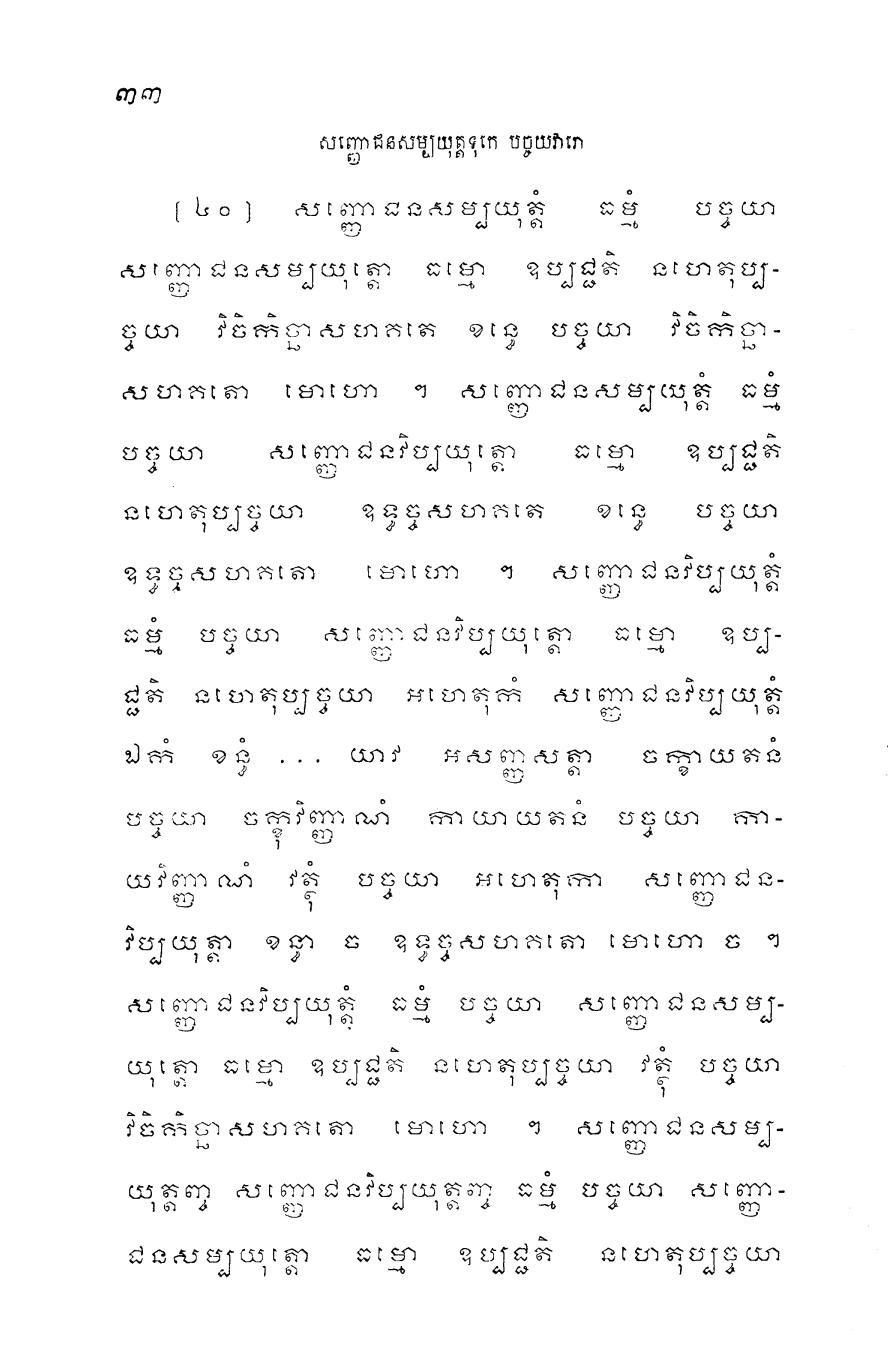 ៣៣
សញ្ញោជនសម្បយុត្តទុកេ បច្ចយវារោ
[៤០] សញ្ញោជនសម្បយុត្តំ ធម្មំ បច្ចយា
សញ្ញោជនសម្បយុត្តោ ធម្មោ ឧប្បជ្ជតិ នហេតុប្ប-
ច្ចយា វិចិកិច្ឆាសហគតេ ខន្ធេ បច្ចយា វិចិកិច្ឆា-
សហគតោ មោហោ ។ សញ្ញោជនសម្បយុត្តំ ធម្មំ
បច្ចយា សញ្ញោជនវិប្បយុត្តោ ធម្មោ ឧប្បជ្ជតិ
នហេតុប្បច្ចយា ឧទ្ធច្ចសហគតេ ខន្ធេ បច្ចយា
ឧទ្ធច្ចសហគតោ មោហោ ។ សញ្ញោជនវិប្បយុត្តំ
ធម្មំ បច្ចយា សញ្ញោជនវិប្បយុត្តោ ធម្មោ ឧប្ប-
ជ្ជតិ នហេតុប្បច្ចយា អហេតុកំ សញ្ញោជនវិប្បយុត្តំ
ឯកំ ខន្ធំ ... យាវ អសញ្ញសត្តា ចក្ខាយតនំ
បច្ចយា ចក្ខុវិញ្ញាណំ កាយាយតនំ បច្ចយា កា-
យវិញ្ញាណំ វត្ថុំ បច្ចយា អហេតុកា សញ្ញោជន-
វិប្បយុត្តា ខន្ធា ច ឧទ្ធច្ចសហគតោ មោហោ ច ។
សញ្ញោជនវិប្បយុត្តំ ធម្មំ បច្ចយា សញ្ញោជនសម្ប-
យុត្តោ ធម្មោ ឧប្បជ្ជតិ នហេតុប្បច្ចយា វត្ថុំ បច្ចយា
វិចិកិច្ឆាសហគតោ មោហោ ។ សញ្ញោជនសម្ប-
យុត្តញ្ច សញ្ញោជនវិប្បយុត្តញ្ច ធម្មំ បច្ចយា សញ្ញោ-
ជនសម្បយុត្តោ ធម្មោ ឧប្បជ្ជតិ នហេតុប្បច្ចយា